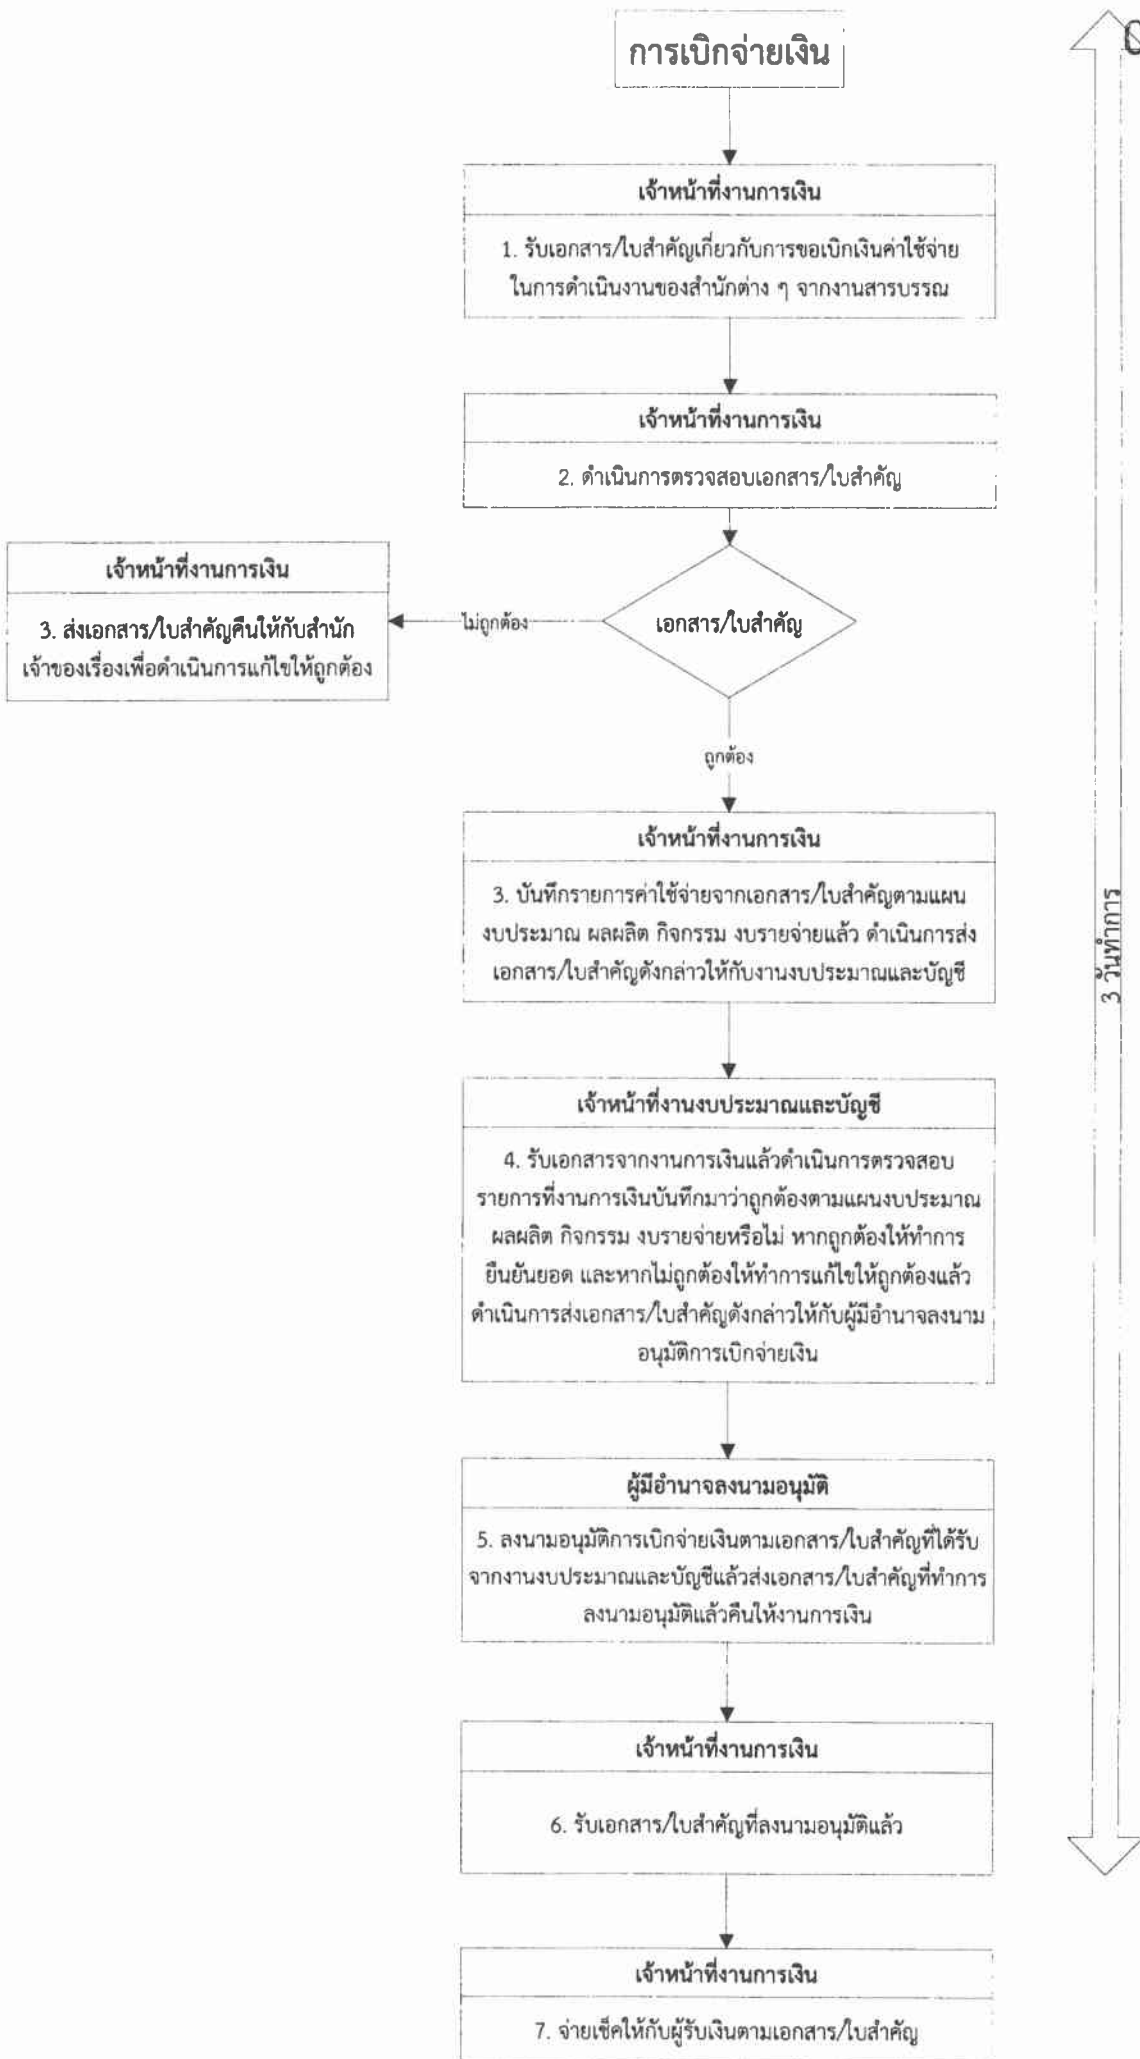 การเบิกจ่ายเงิน
เจ้าหน้าที่งานการเงิน
1. รับเอกสาร/ใบสำคัญเกี่ยวกับการขอเบิกเงินค่าใช้จ่าย
ในการดำเนินงานของสำนักต่าง ๆ จากงานสารบรรณ
เจ้าหน้าที่งานการเงิน
2. ดำเนินการตรวจสอบเอกสาร/ใบสำคัญ
เอกสาร/ใบสำคัญ
ไม่ถูกต้อง
เจ้าหน้าที่งานการเงิน
3. ส่งเอกสาร/ใบสำคัญคืนให้กับสำนัก
เจ้าของเรื่องเพื่อดำเนินการแก้ไขให้ถูกต้อง
ถูกต้อง
เจ้าหน้าที่งานการเงิน
3. บันทึกรายการค่าใช้จ่ายจากเอกสาร/ใบสำคัญตามแผน
งบประมาณ ผลผลิต กิจกรรม งบรายจ่ายแล้ว ดำเนินการส่ง
เอกสาร/ใบสำคัญดังกล่าวให้กับงานงบประมาณและบัญชี
เจ้าหน้าที่งานงบประมาณและบัญชี
4. รับเอกสารจากงานการเงินแล้วดำเนินการตรวจสอบ
รายการที่งานการเงินบันทึกมาว่าถูกต้องตามแผนงบประมาณ
ผลผลิต กิจกรรม งบรายจ่ายหรือไม่ หากถูกต้องให้ทำการ
ยืนยันยอด และหากไม่ถูกต้องให้ทำการแก้ไขให้ถูกต้องแล้ว
ดำเนินการส่งเอกสาร/ใบสำคัญดังกล่าวให้กับผู้มีอำนาจลงนาม
อนุมัติการเบิกจ่ายเงิน
ผู้มีอำนาจลงนามอนุมัติ
5. ลงนามอนุมัติการเบิกจ่ายเงินตามเอกสาร/ใบสำคัญที่ได้รับ
จากงานงบประมาณและบัญชีแล้วส่งเอกสาร/ใบสำคัญที่ทำการ
ลงนามอนุมัติแล้วคืนให้งานการเงิน
เจ้าหน้าที่งานการเงิน
6. รับเอกสาร/ใบสำคัญที่ลงนามอนุมัติแล้ว
เจ้าหน้าที่งานการเงิน
7. จ่ายเช็คให้กับผู้รับเงินตามเอกสาร/ใบสำคัญ
3 วันทำการ